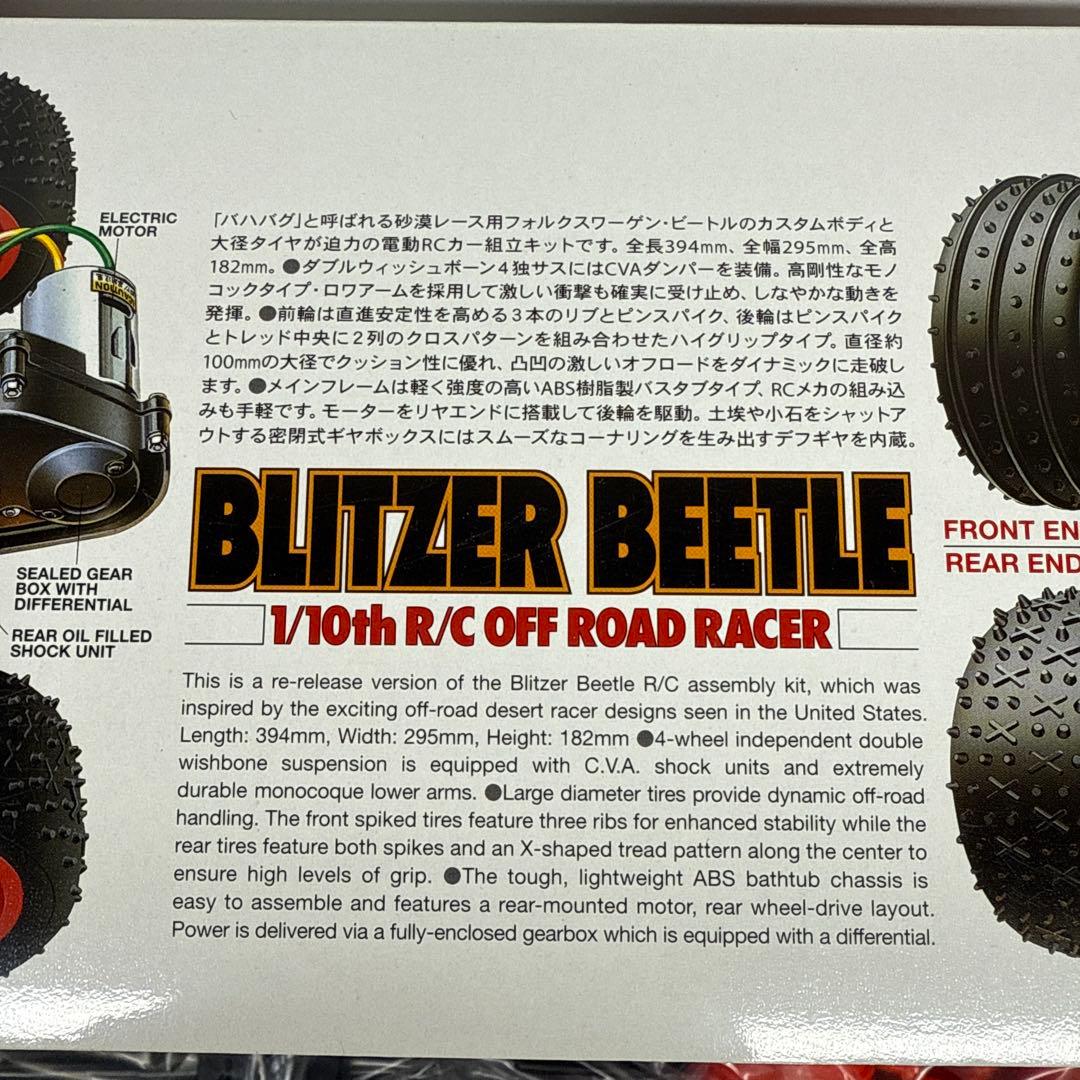 ELECTRIC
MOTOR
CAUTION
「バハバグ」と呼ばれる砂漠レース用フォルクスワーゲン・ビートルのカスタムボディと
大径タイヤが迫力の電動RCカー組立キットです。全長394mm、全幅295mm、全高
182mm。●ダブルウィッシュボーン4独サスにはCVAダンパーを装備。高剛性なモノ
コックタイプ・ロワアームを採用して激しい衝撃も確実に受け止め、しなやかな動きを
発揮。●前輪は直進安定性を高める3本のリブとピンスパイク、後輪はピンスパイク
とトレッド中央に2列のクロスパターンを組み合わせたハイグリップタイプ。直径約
100mmの大径でクッション性に優れ、凸凹の激しいオフロードをダイナミックに走破し
ます。●メインフレームは軽く強度の高いABS樹脂製バスタブタイプ、RCメカの組み込
みも手軽です。モーターをリヤエンドに搭載して後輪を駆動。土埃や小石をシャットア
ウトする密閉式ギヤボックスにはスムーズなコーナリングを生み出すデフギヤを内蔵。
BLITZER BEETLE
1/10th R/C OFF ROAD RACER
SEALED GEAR
BOX WITH
DIFFERENTIAL
REAR OIL FILLED
SHOCK UNIT
FRONT EN
REAR END
This is a re-release version of the Blitzer Beetle R/C assembly kit, which was
inspired by the exciting off-road desert racer designs seen in the United States.
Length: 394mm, Width: 295mm, Height: 182mm ●4-wheel independent double
wishbone suspension is equipped with C.V.A. shock units and extremely
durable monocoque lower arms. ●Large diameter tires provide dynamic off-road
handling. The front spiked tires feature three ribs for enhanced stability while the
rear tires feature both spikes and an X-shaped tread pattern along the center to
ensure high levels of grip. ●The tough, lightweight ABS bathtub chassis is
easy to assemble and features a rear-mounted motor, rear wheel-drive layout.
Power is delivered via a fully-enclosed gearbox which is equipped with a differential.